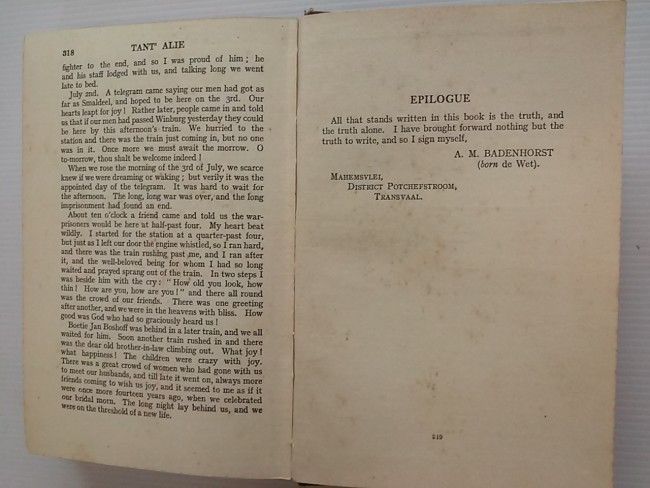 318
TANT' ALIE
fighter to the end, and so I was proud of him; he
and his staff lodged with us, and talking long we went
late to bed.
July 2nd. A telegram came saying our men had got as
far as Smaldeel, and hoped to be here on the 3rd. Our
hearts leapt for joy! Rather later, people came in and told
us that if our men had passed Winburg yesterday they could
be here by this afternoon's train. We hurried to the
station and there was the train just coming in, but no one
was in it. Once more we must await the morrow. O
to-morrow, thou shalt be welcome indeed!
When we rose the morning of the 3rd of July, we scarce
knew if we were dreaming or waking; but verily it was the
appointed day of the telegram. It was hard to wait for
the afternoon. The long, long war was over, and the long
imprisonment had found an end.
About ten o'clock a friend came and told us the war-
prisoners would be here at half-past four. My heart beat
wildly. I started for the station at a quarter-past four,
but just as I left our door the engine whistled, so I ran hard,
and there was the train rushing past me, and I ran after
it, and the well-beloved being for whom I had so long
waited and prayed sprang out of the train. In two steps I
was beside him with the cry: "How old you look, how
thin! How are you, how are you!" and there all round
was the crowd of our friends. There was one greeting
after another, and we were in the heavens with bliss. How
good was God who had so graciously heard us!
Boetie Jan Boshoff was behind in a later train, and we all
waited for him. Soon another train rushed in and there
was the dear old brother-in-law climbing out. What joy!
what happiness! The children were crazy with joy.
There was a great crowd of women who had gone with us
to meet our husbands, and till late it went on, always more
friends coming to wish us joy, and it seemed to me as if it
were once more fourteen years ago, when we celebrated
our bridal morn. The long night lay behind us, and we
were on the threshold of a new life.
EPILOGUE
All that stands written in this book is the truth, and
the truth alone. I have brought forward nothing but the
truth to write, and so I sign myself,
A. M. BADENHORST
(born de Wet).
MAHEMSVLEI,
DISTRICT POTCHEFSTROOM,
TRANSVAAL.
319